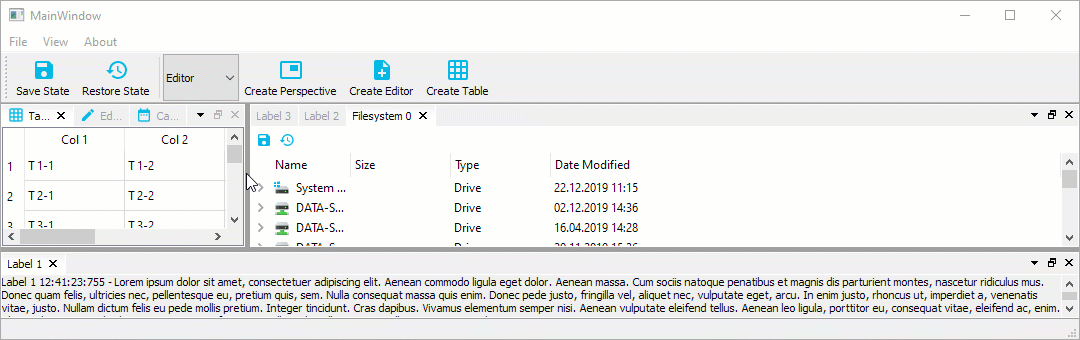 MainWindow
File View About
Save State Restore State Editor Create Perspective Create Editor Create Table
Ta... Ed... Ca... Label 3 Label 2 Filesystem 0
Col 1 Col 2
Name Size Type Date Modified
1 T 1-1 T 1-2
System ... Drive 22.12.2019 11:15
2 T 2-1 T 2-2
DATA-S... Drive 02.12.2019 14:36
3 T 3-1 T 3-2
DATA-S... Drive 16.04.2019 14:28
DATA-S... Drive 20.11.2019 15:26
Label 1
Label 1 12:41:23:755 - Lorem ipsum dolor sit amet, consectetuer adipiscing elit. Aenean commodo ligula eget dolor. Aenean massa. Cum sociis natoque penatibus et magnis dis parturient montes, nascetur ridiculus mus.
Donec quam felis, ultricies nec, pellentesque eu, pretium quis, sem. Nulla consequat massa quis enim. Donec pede justo, fringilla vel, aliquet nec, vulputate eget, arcu. In enim justo, rhoncus ut, imperdiet a, venenatis
vitae, justo. Nullam dictum felis eu pede mollis pretium. Integer tincidunt. Cras dapibus. Vivamus elementum semper nisi. Aenean vulputate eleifend tellus. Aenean leo ligula, porttitor eu, consequat vitae, eleifend ac, enim.